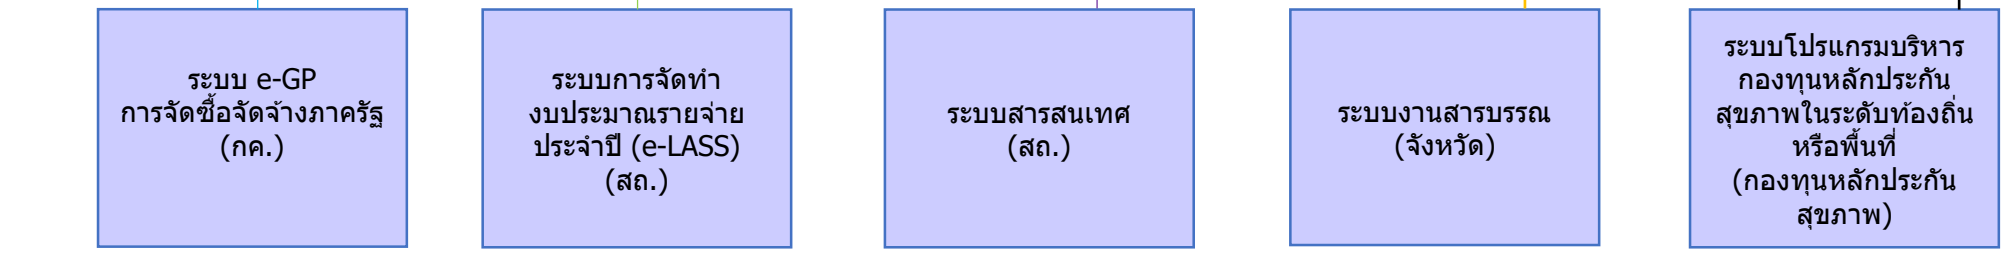 ระบบ e-GP
การจัดซื้อจัดจ้างภาครัฐ
(กค.)
ระบบการจัดทำ
งบประมาณรายจ่าย
ประจำปี (e-LASS)
(สถ.)
ระบบสารสนเทศ
(สถ.)
ระบบงานสารบรรณ
(จังหวัด)
ระบบโปรแกรมบริหาร
กองทุนหลักประกัน
สุขภาพในระดับท้องถิ่น
หรือพื้นที่
(กองทุนหลักประกัน
สุขภาพ)